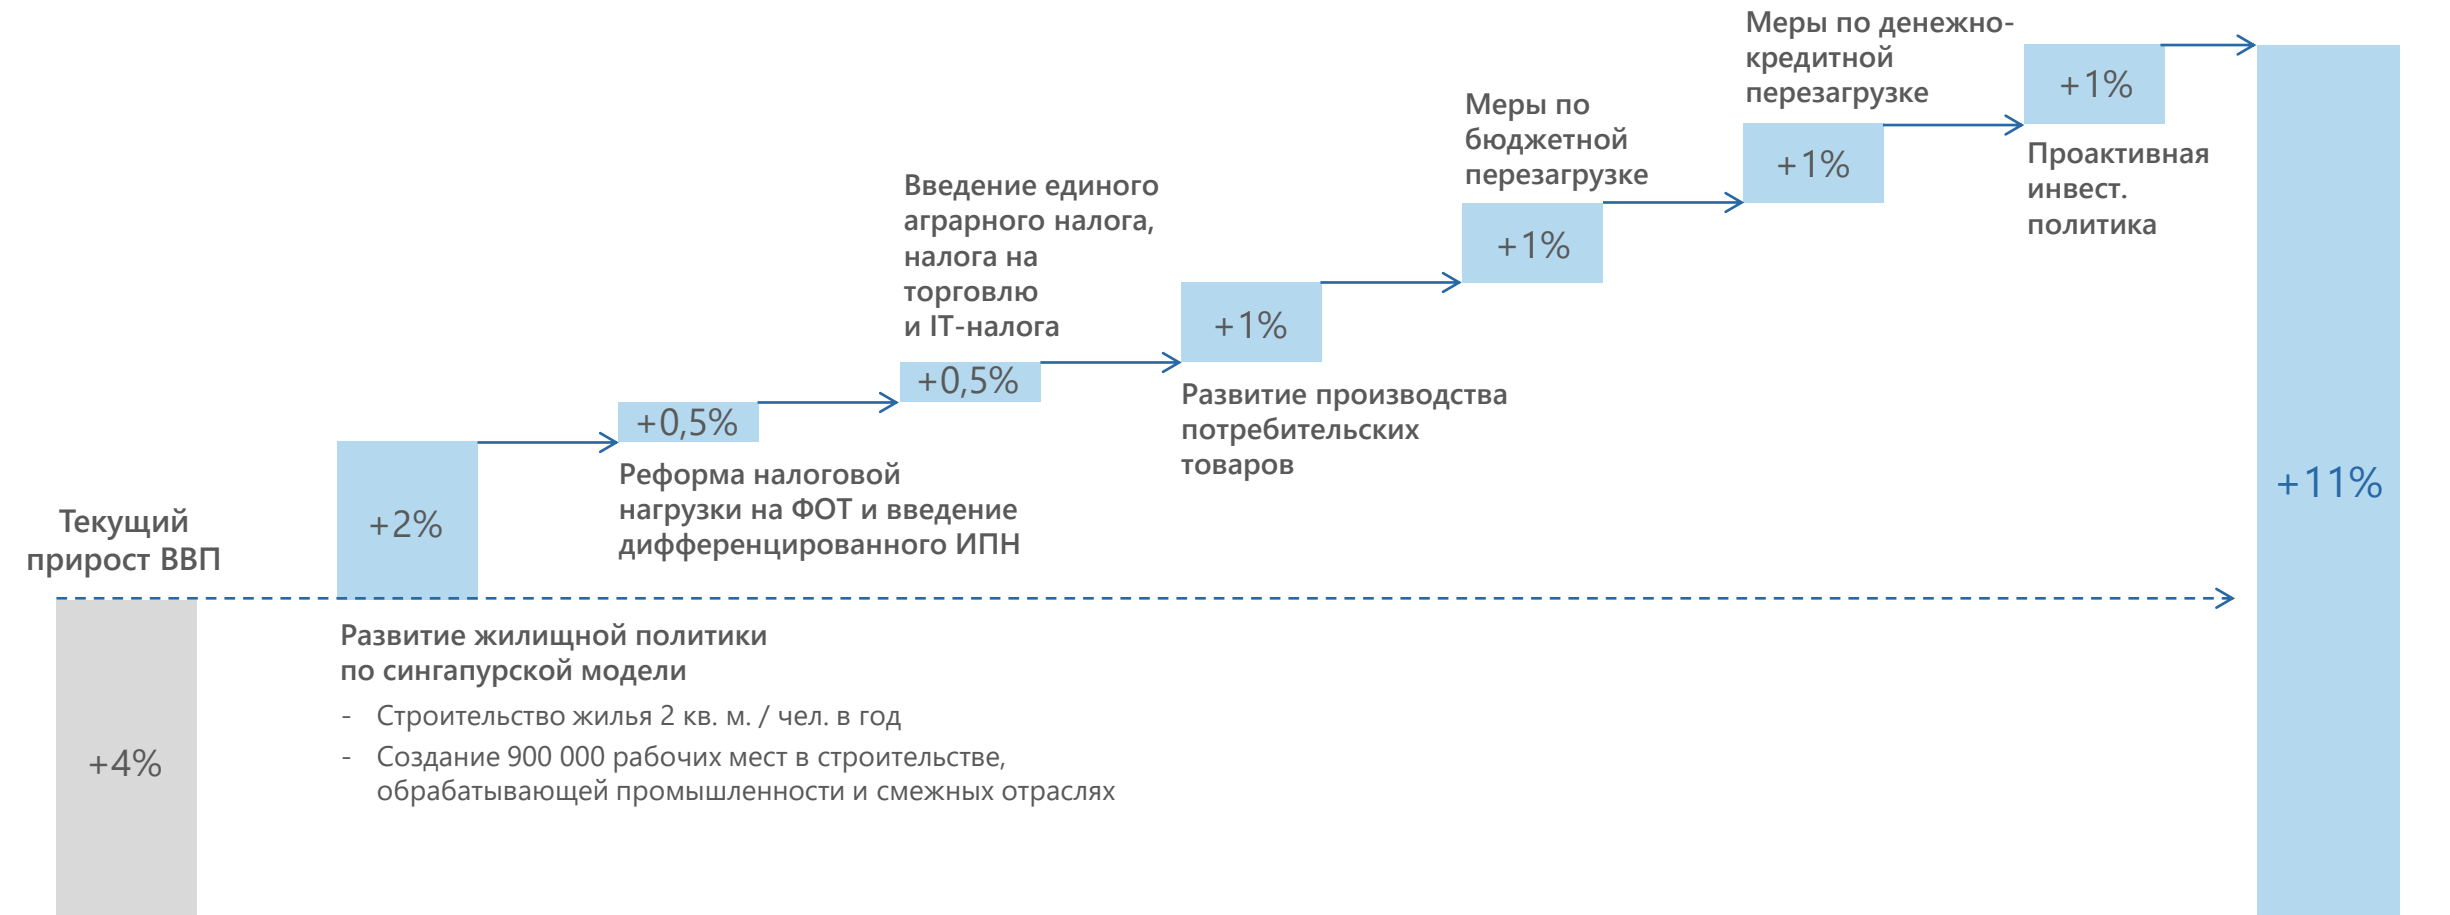 Текущий
прирост ВВП
+4%
+2%
Развитие жилищной политики
по сингапурской модели
- Строительство жилья 2 кв. м. / чел. в год
- Создание 900 000 рабочих мест в строительстве,
обрабатывающей промышленности и смежных отраслях
+0,5%
Реформа налоговой
нагрузки на ФОТ и введение
дифференцированного ИПН
Введение единого
аграрного налога,
налога на
торговлю
и IT-налога
+0,5%
+1%
Развитие производства
потребительских
товаров
Меры по
бюджетной
перезагрузке
+1%
Меры по денежно-
кредитной
перезагрузке
+1%
+1%
Проактивная
инвест.
политика
+11%